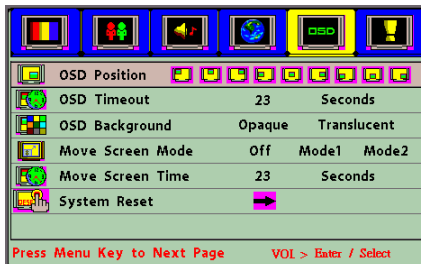 OSD
OSD Position
OSD Timeout 23 Seconds
OSD Background Opaque Translucent
Move Screen Mode Off Mode1 Mode2
Move Screen Time 23 Seconds
System Reset
Press Menu Key to Next Page VOL > Enter / Select